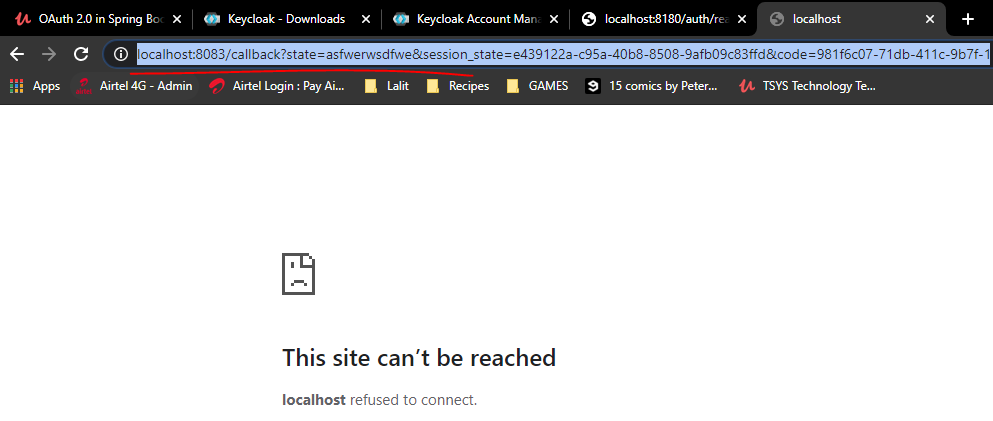 OAuth 2.0 in Spring Boo
Keycloak - Downloads
Keycloak Account Mana
localhost:8180/auth/rea
localhost
localhost:8083/callback?state=asfwerwsdfwe&session_state=e439122a-c95a-40b8-8508-9afb09c83ffd&code=981f6c07-71db-411c-9b7f-1
Apps
Airtel 4G - Admin
Airtel Login : Pay Ai...
Lalit
Recipes
GAMES
15 comics by Peter...
TSYS Technology Te...
This site can’t be reached
localhost refused to connect.